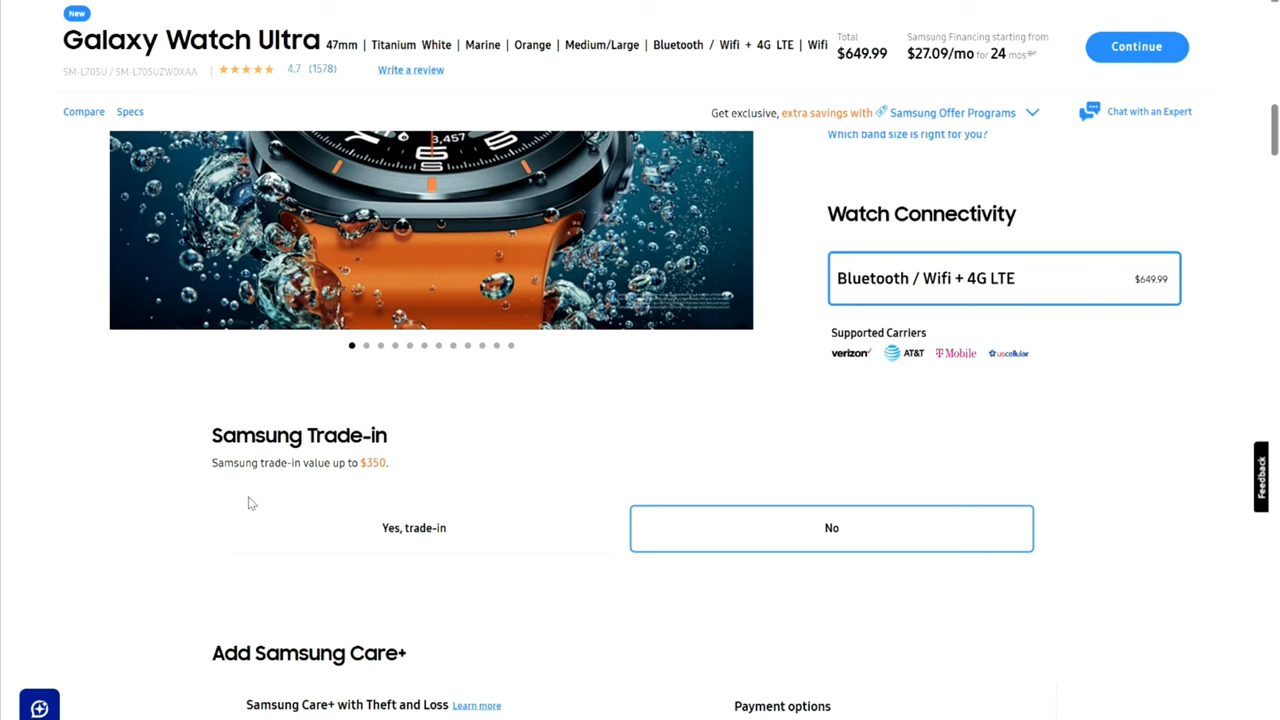 New
Galaxy Watch Ultra 47mm | Titanium White | Marine | Orange | Medium/Large | Bluetooth / Wifi + 4G LTE | Wifi
Total
$649.99
Samsung Financing starting from
$27.09/mo for 24 mos
Continue
SM-L705U / SM-L705UZWDXAA | ★★★★★ 4.7 (1578) Write a review
Compare Specs
Get exclusive, extra savings with Samsung Offer Programs
Chat with an Expert
3,457
6
Which band size is right for you?
Watch Connectivity
Bluetooth / Wifi + 4G LTE $649.99
Supported Carriers
verizon AT&T T Mobile uscellular
Samsung Trade-in
Samsung trade-in value up to $350.
Yes, trade-in
No
Feedback
Add Samsung Care+
Samsung Care+ with Theft and Loss Learn more
Payment options